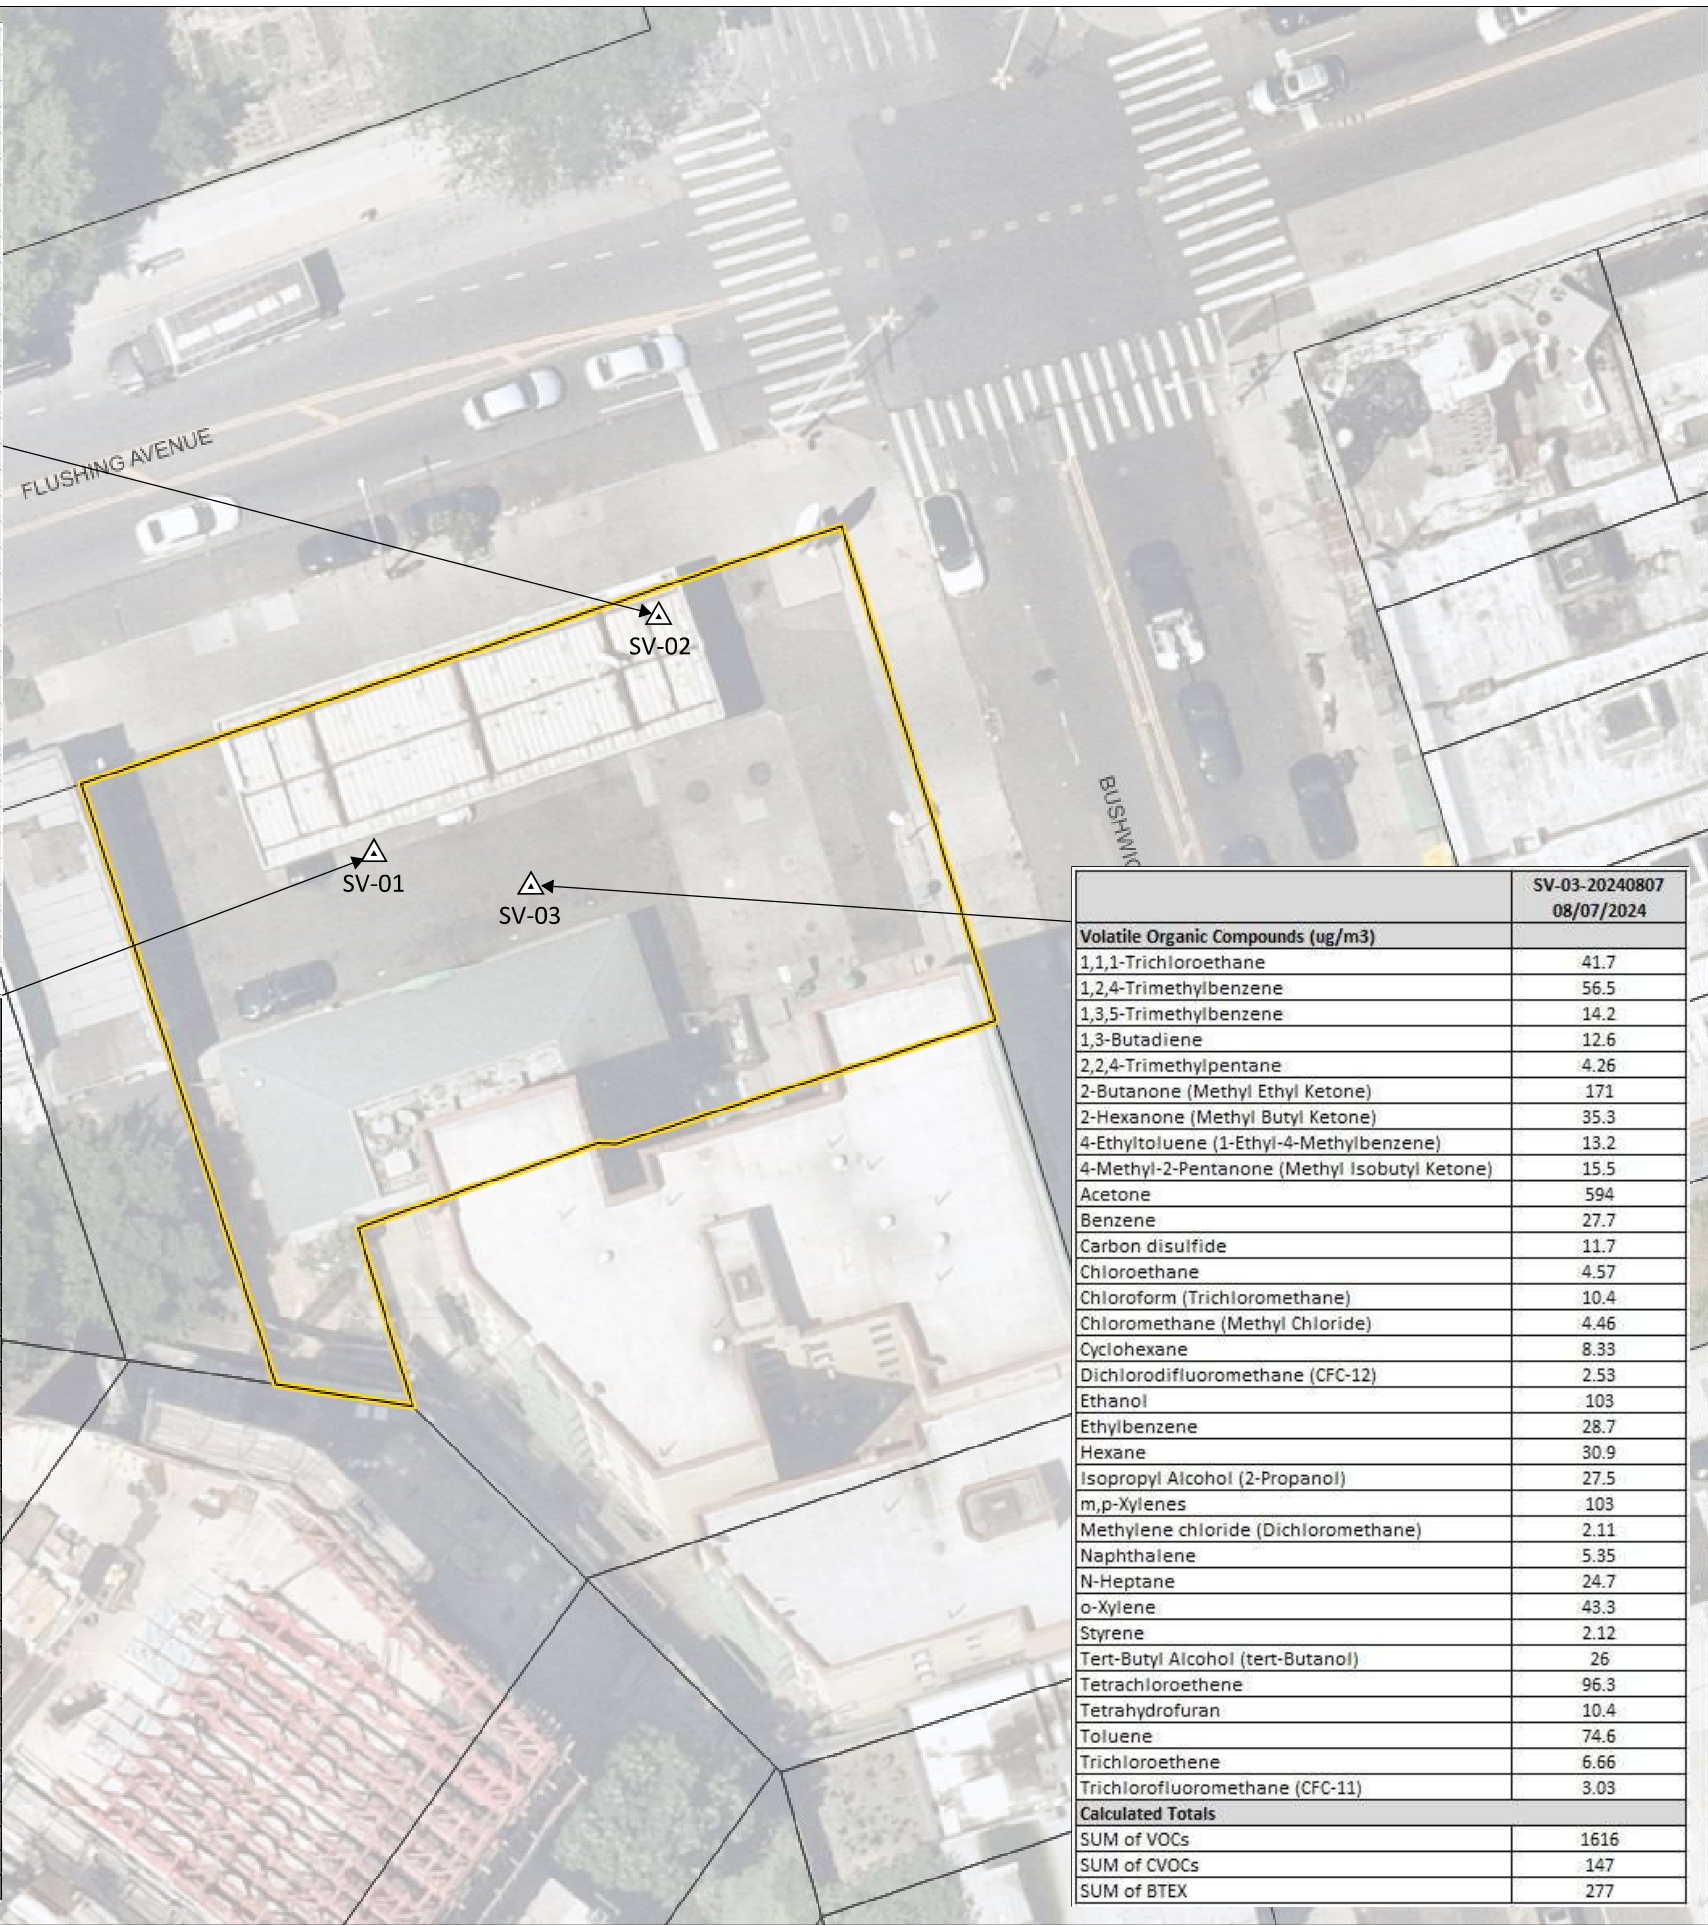 FLUSHING AVENUE
SV-02
SV-01
SV-03
BUSHWIC
SV-03-20240807
08/07/2024
Volatile Organic Compounds (ug/m3)
1,1,1-Trichloroethane 41.7
1,2,4-Trimethylbenzene 56.5
1,3,5-Trimethylbenzene 14.2
1,3-Butadiene 12.6
2,2,4-Trimethylpentane 4.26
2-Butanone (Methyl Ethyl Ketone) 171
2-Hexanone (Methyl Butyl Ketone) 35.3
4-Ethyltoluene (1-Ethyl-4-Methylbenzene) 13.2
4-Methyl-2-Pentanone (Methyl Isobutyl Ketone) 15.5
Acetone 594
Benzene 27.7
Carbon disulfide 11.7
Chloroethane 4.57
Chloroform (Trichloromethane) 10.4
Chloromethane (Methyl Chloride) 4.46
Cyclohexane 8.33
Dichlorodifluoromethane (CFC-12) 2.53
Ethanol 103
Ethylbenzene 28.7
Hexane 30.9
Isopropyl Alcohol (2-Propanol) 27.5
m,p-Xylenes 103
Methylene chloride (Dichloromethane) 2.11
Naphthalene 5.35
N-Heptane 24.7
o-Xylene 43.3
Styrene 2.12
Tert-Butyl Alcohol (tert-Butanol) 26
Tetrachloroethene 96.3
Tetrahydrofuran 10.4
Toluene 74.6
Trichloroethene 6.66
Trichlorofluoromethane (CFC-11) 3.03
Calculated Totals
SUM of VOCs 1616
SUM of CVOCs 147
SUM of BTEX 277